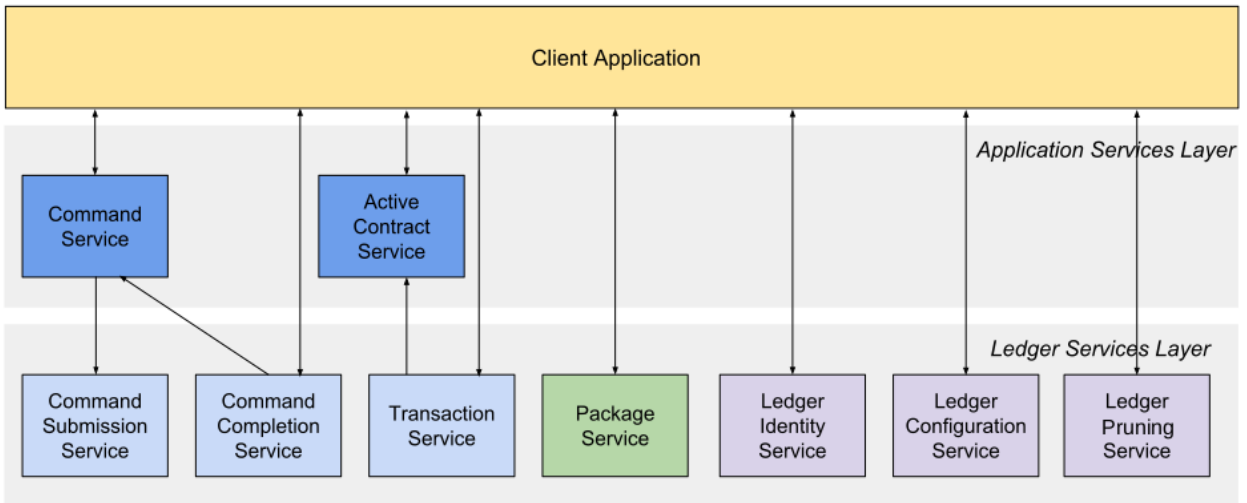 Client Application
Application Services Layer
Command
Service
Active
Contract
Service
Ledger Services Layer
Command
Submission
Service
Command
Completion
Service
Transaction
Service
Package
Service
Ledger
Identity
Service
Ledger
Configuration
Service
Ledger
Pruning
Service